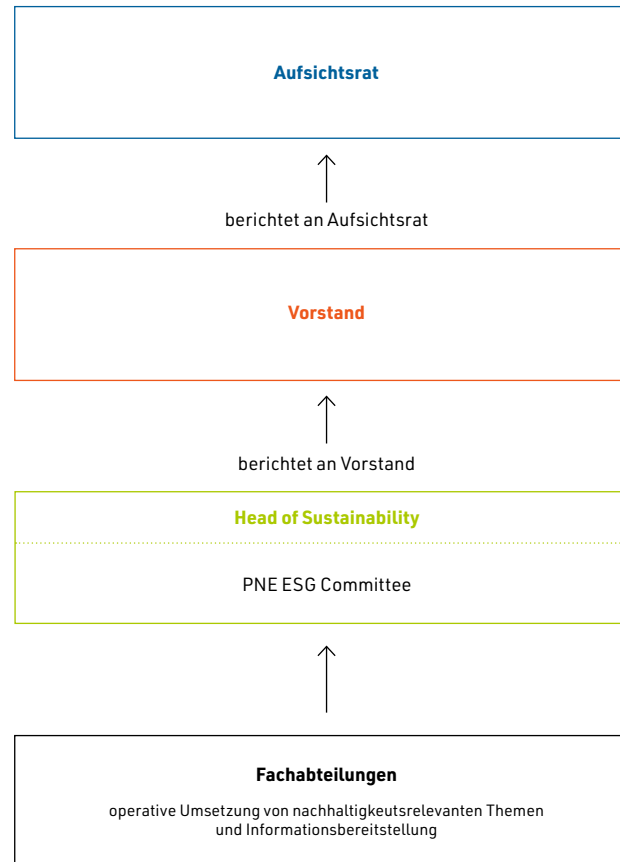 Aufsichtsrat
berichtet an Aufsichtsrat
Vorstand
berichtet an Vorstand
Head of Sustainability
PNE ESG Committee
Fachabteilungen
operative Umsetzung von nachhaltigkeutsrelevanten Themen
und Informationsbereitstellung